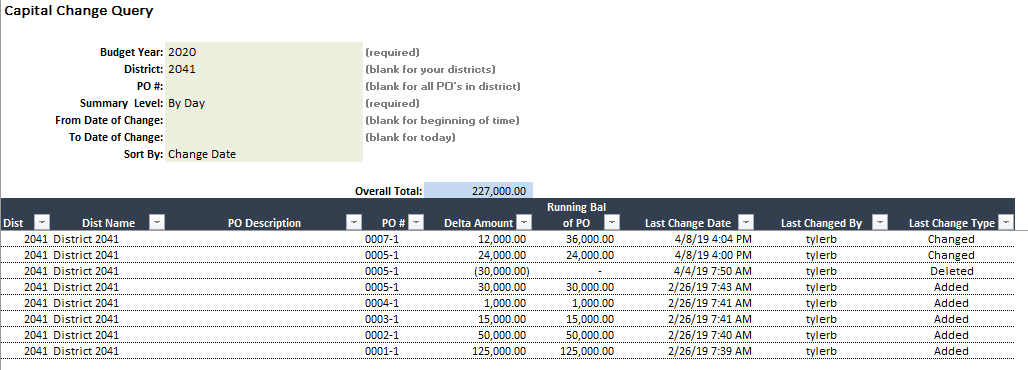 Capital Change Query
Budget Year: 2020 (required)
District: 2041 (blank for your districts)
PO #: (blank for all PO's in district)
Summary Level: By Day (required)
From Date of Change: (blank for beginning of time)
To Date of Change: (blank for today)
Sort By: Change Date
Overall Total: 227,000.00
Running Bal
Dist Dist Name PO Description PO # Delta Amount of PO Last Change Date Last Changed By Last Change Type
2041 District 2041 0007-1 12,000.00 36,000.00 4/8/19 4:04 PM tylerb Changed
2041 District 2041 0005-1 24,000.00 24,000.00 4/8/19 4:00 PM tylerb Changed
2041 District 2041 0005-1 (30,000.00) - 4/4/19 7:50 AM tylerb Deleted
2041 District 2041 0005-1 30,000.00 30,000.00 2/26/19 7:43 AM tylerb Added
2041 District 2041 0004-1 1,000.00 1,000.00 2/26/19 7:41 AM tylerb Added
2041 District 2041 0003-1 15,000.00 15,000.00 2/26/19 7:41 AM tylerb Added
2041 District 2041 0002-1 50,000.00 50,000.00 2/26/19 7:40 AM tylerb Added
2041 District 2041 0001-1 125,000.00 125,000.00 2/26/19 7:39 AM tylerb Added